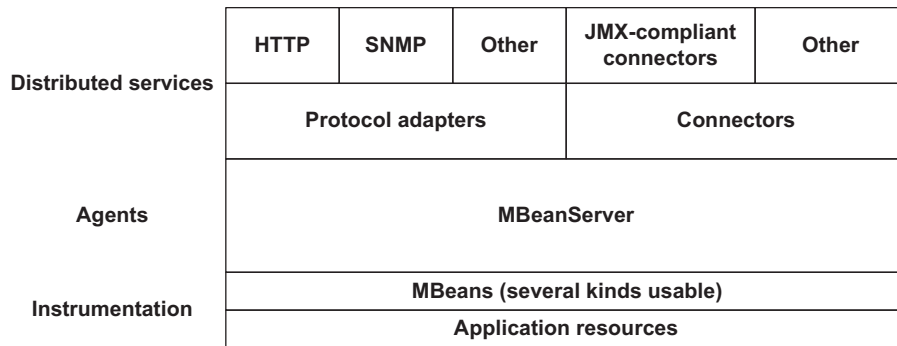 HTTP
SNMP
Other
JMX-compliant
connectors
Other
Distributed services
Protocol adapters
Connectors
Agents
MBeanServer
Instrumentation
MBeans (several kinds usable)
Application resources